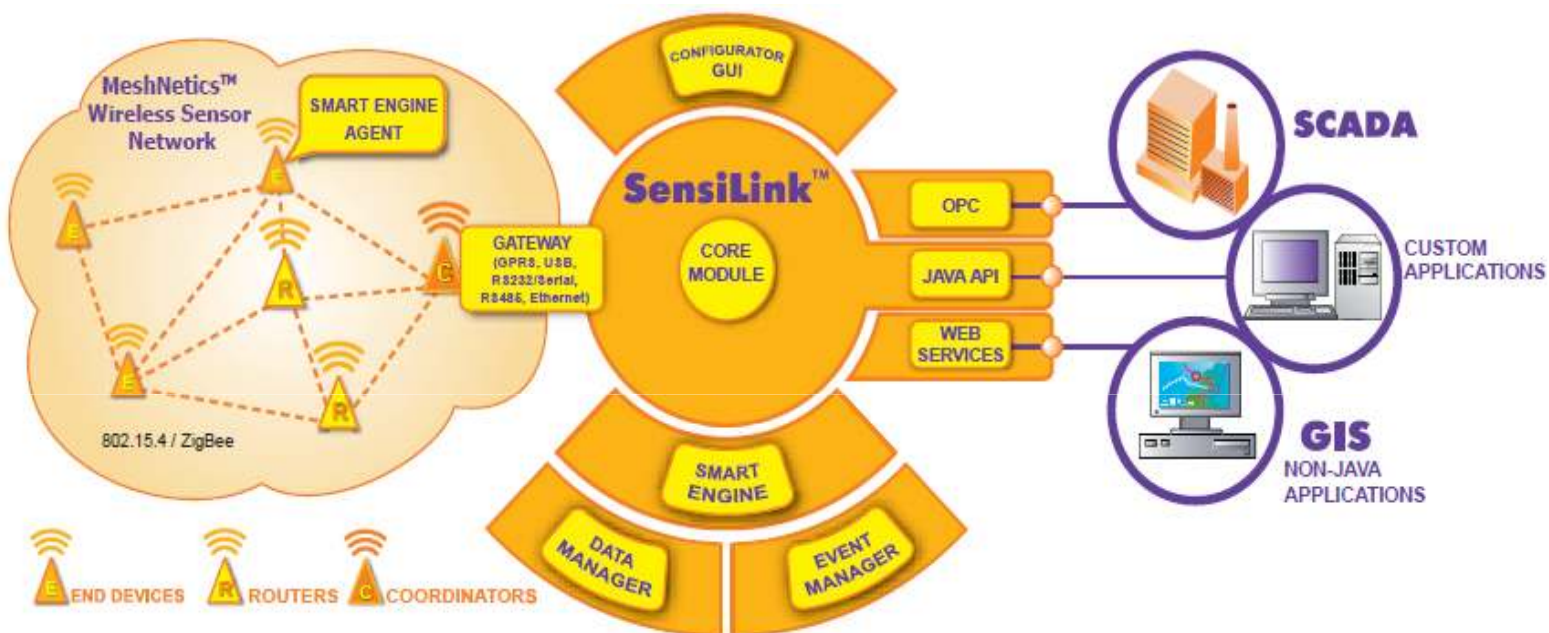 MeshNetics™
Wireless Sensor
Network
SMART ENGINE
AGENT
E
E
R
C
E
R
802.15.4 / ZigBee
GATEWAY
(GPRS, USB,
RS232/Serial,
RS485, Ethernet)
CONFIGURATOR
GUI
SensiLink™
CORE
MODULE
OPC
JAVA API
WEB
SERVICES
SMART
ENGINE
DATA
MANAGER
EVENT
MANAGER
SCADA
CUSTOM
APPLICATIONS
GIS
NON-JAVA
APPLICATIONS
E END DEVICES
R ROUTERS
C COORDINATORS